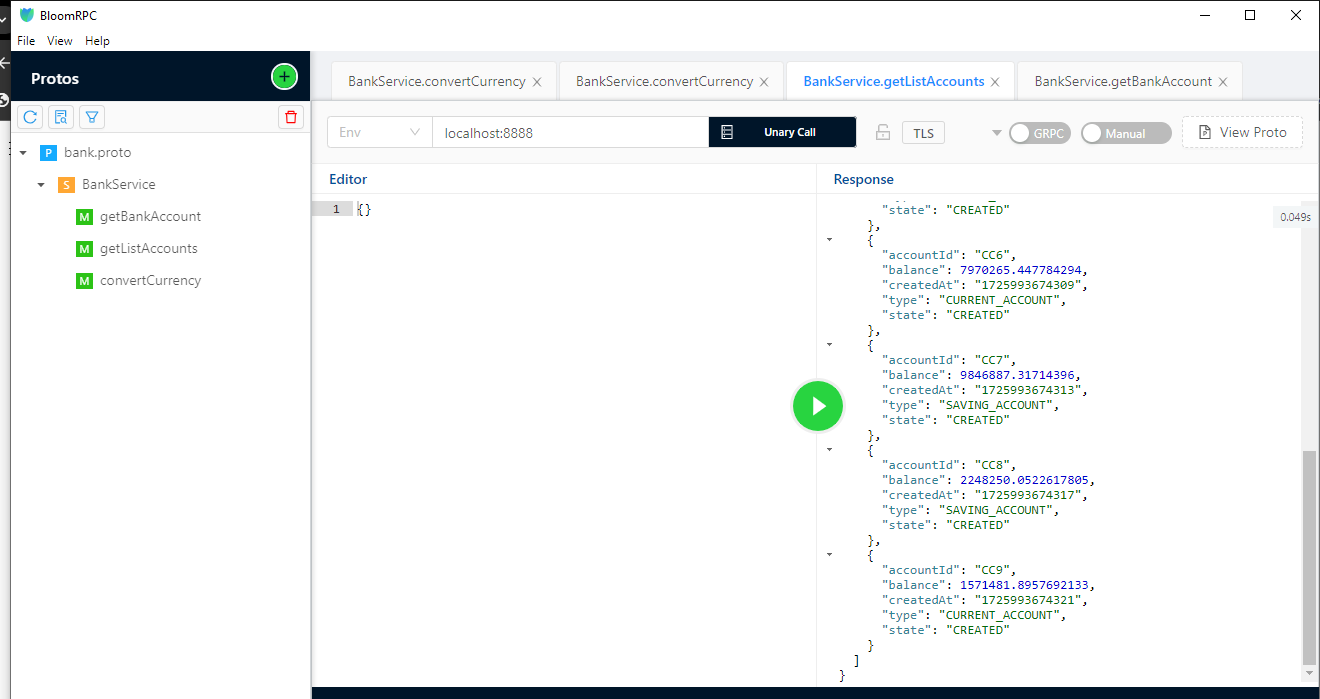 BloomRPC
File View Help
Protos
BankService.convertCurrency
BankService.convertCurrency
BankService.getListAccounts
BankService.getBankAccount
Env
localhost:8888
Unary Call
TLS
GRPC
Manual
View Proto
P bank.proto
S BankService
M getBankAccount
M getListAccounts
M convertCurrency
Editor
1 {}
Response
0.049s
"state": "CREATED"
},
{
"accountId": "CC6",
"balance": 7970265.447784294,
"createdAt": "1725993674309",
"type": "CURRENT_ACCOUNT",
"state": "CREATED"
},
{
"accountId": "CC7",
"balance": 9846887.31714396,
"createdAt": "1725993674313",
"type": "SAVING_ACCOUNT",
"state": "CREATED"
},
{
"accountId": "CC8",
"balance": 2248250.0522617805,
"createdAt": "1725993674317",
"type": "SAVING_ACCOUNT",
"state": "CREATED"
},
{
"accountId": "CC9",
"balance": 1571481.8957692133,
"createdAt": "1725993674321",
"type": "CURRENT_ACCOUNT",
"state": "CREATED"
}
]
}